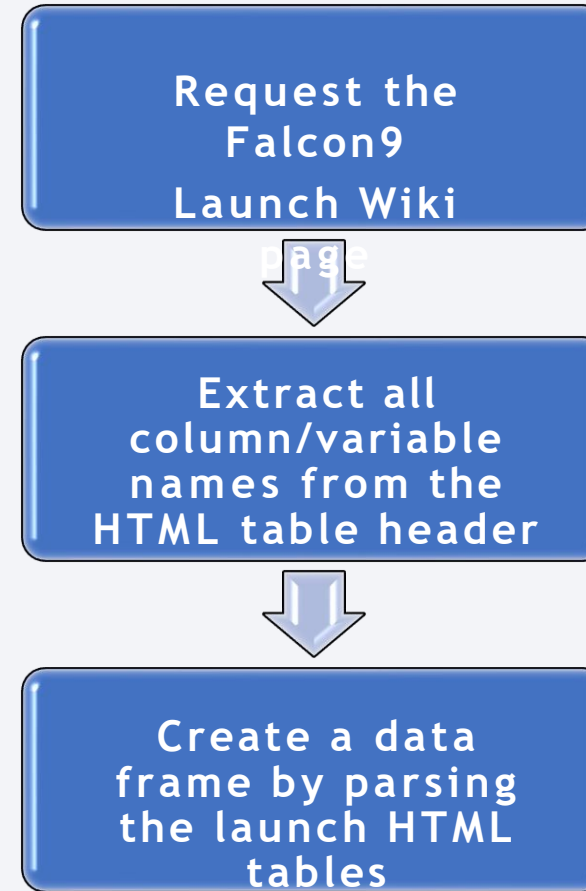 Request the
Falcon9
Launch Wiki
page
Extract all
column/variable
names from the
HTML table header
Create a data
frame by parsing
the launch HTML
tables